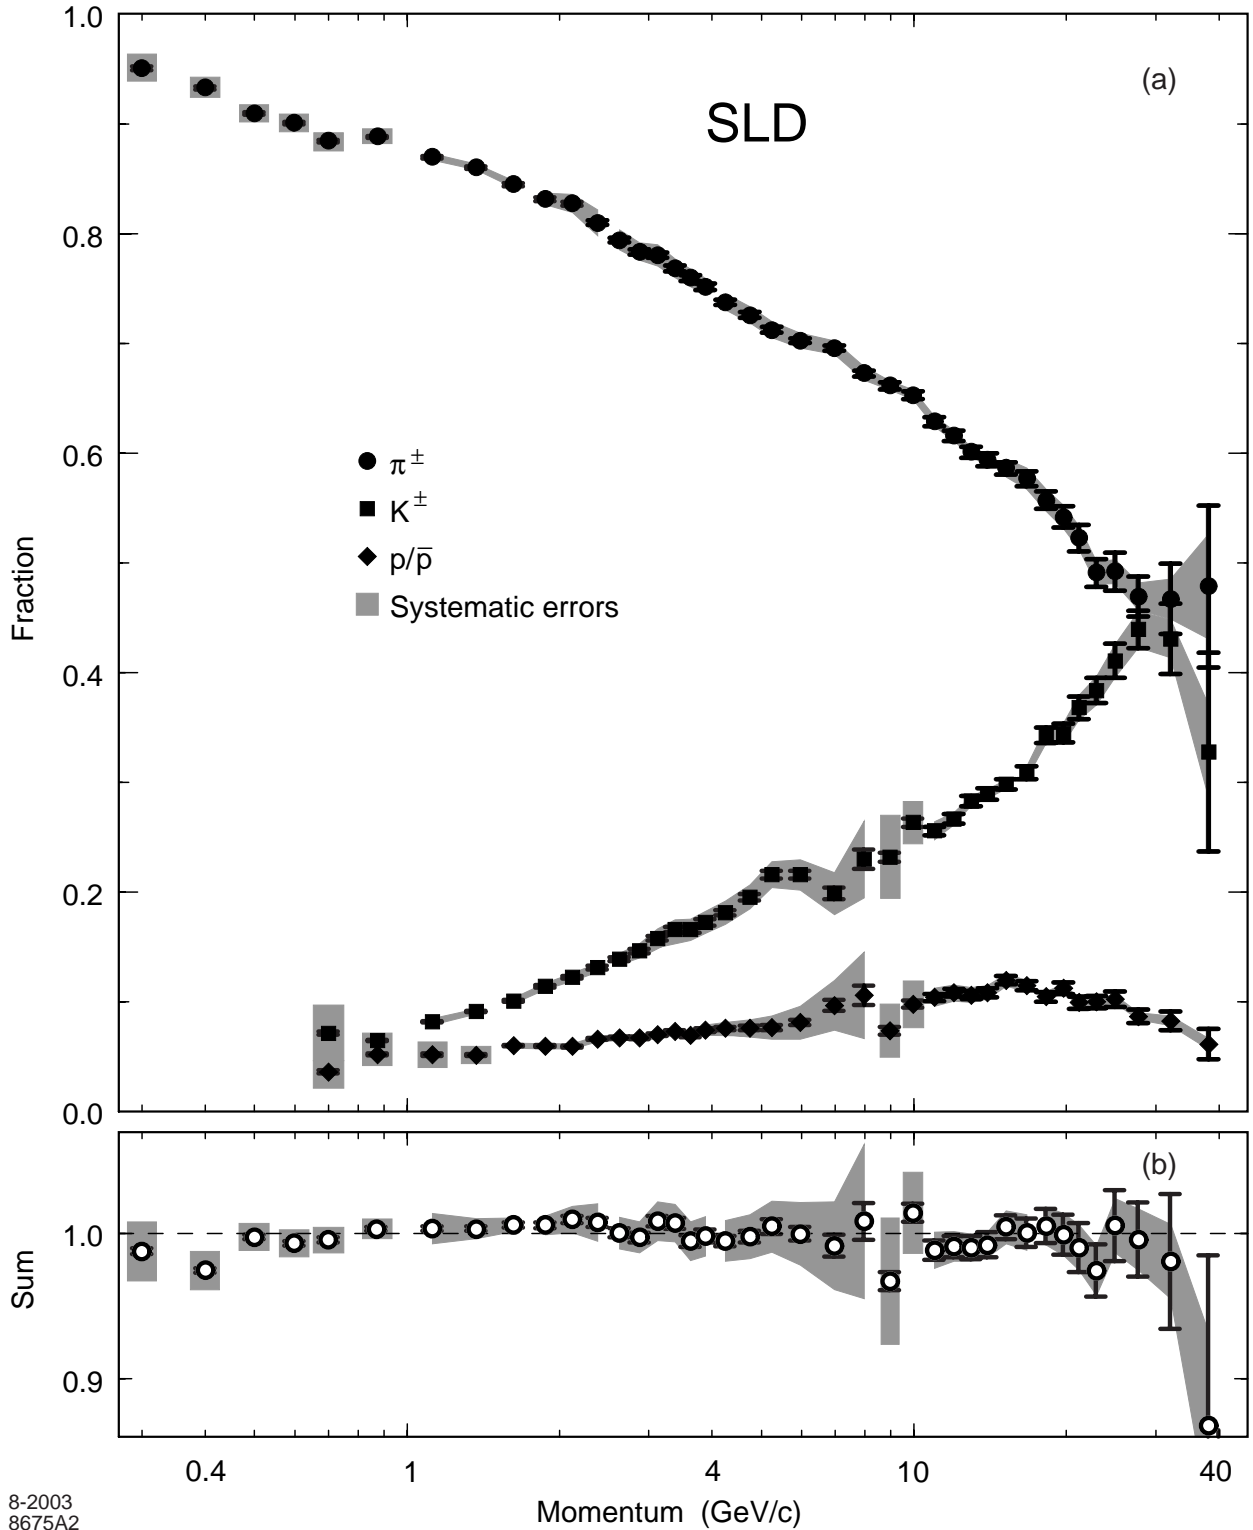 1.0
(a)
SLD
0.8
0.6
π±
K±
p/p̅
Systematic errors
Fraction
0.4
0.2
0.0
(b)
1.0
Sum
0.9
0.4 1 4 10 40
Momentum (GeV/c)
8-2003
8675A2